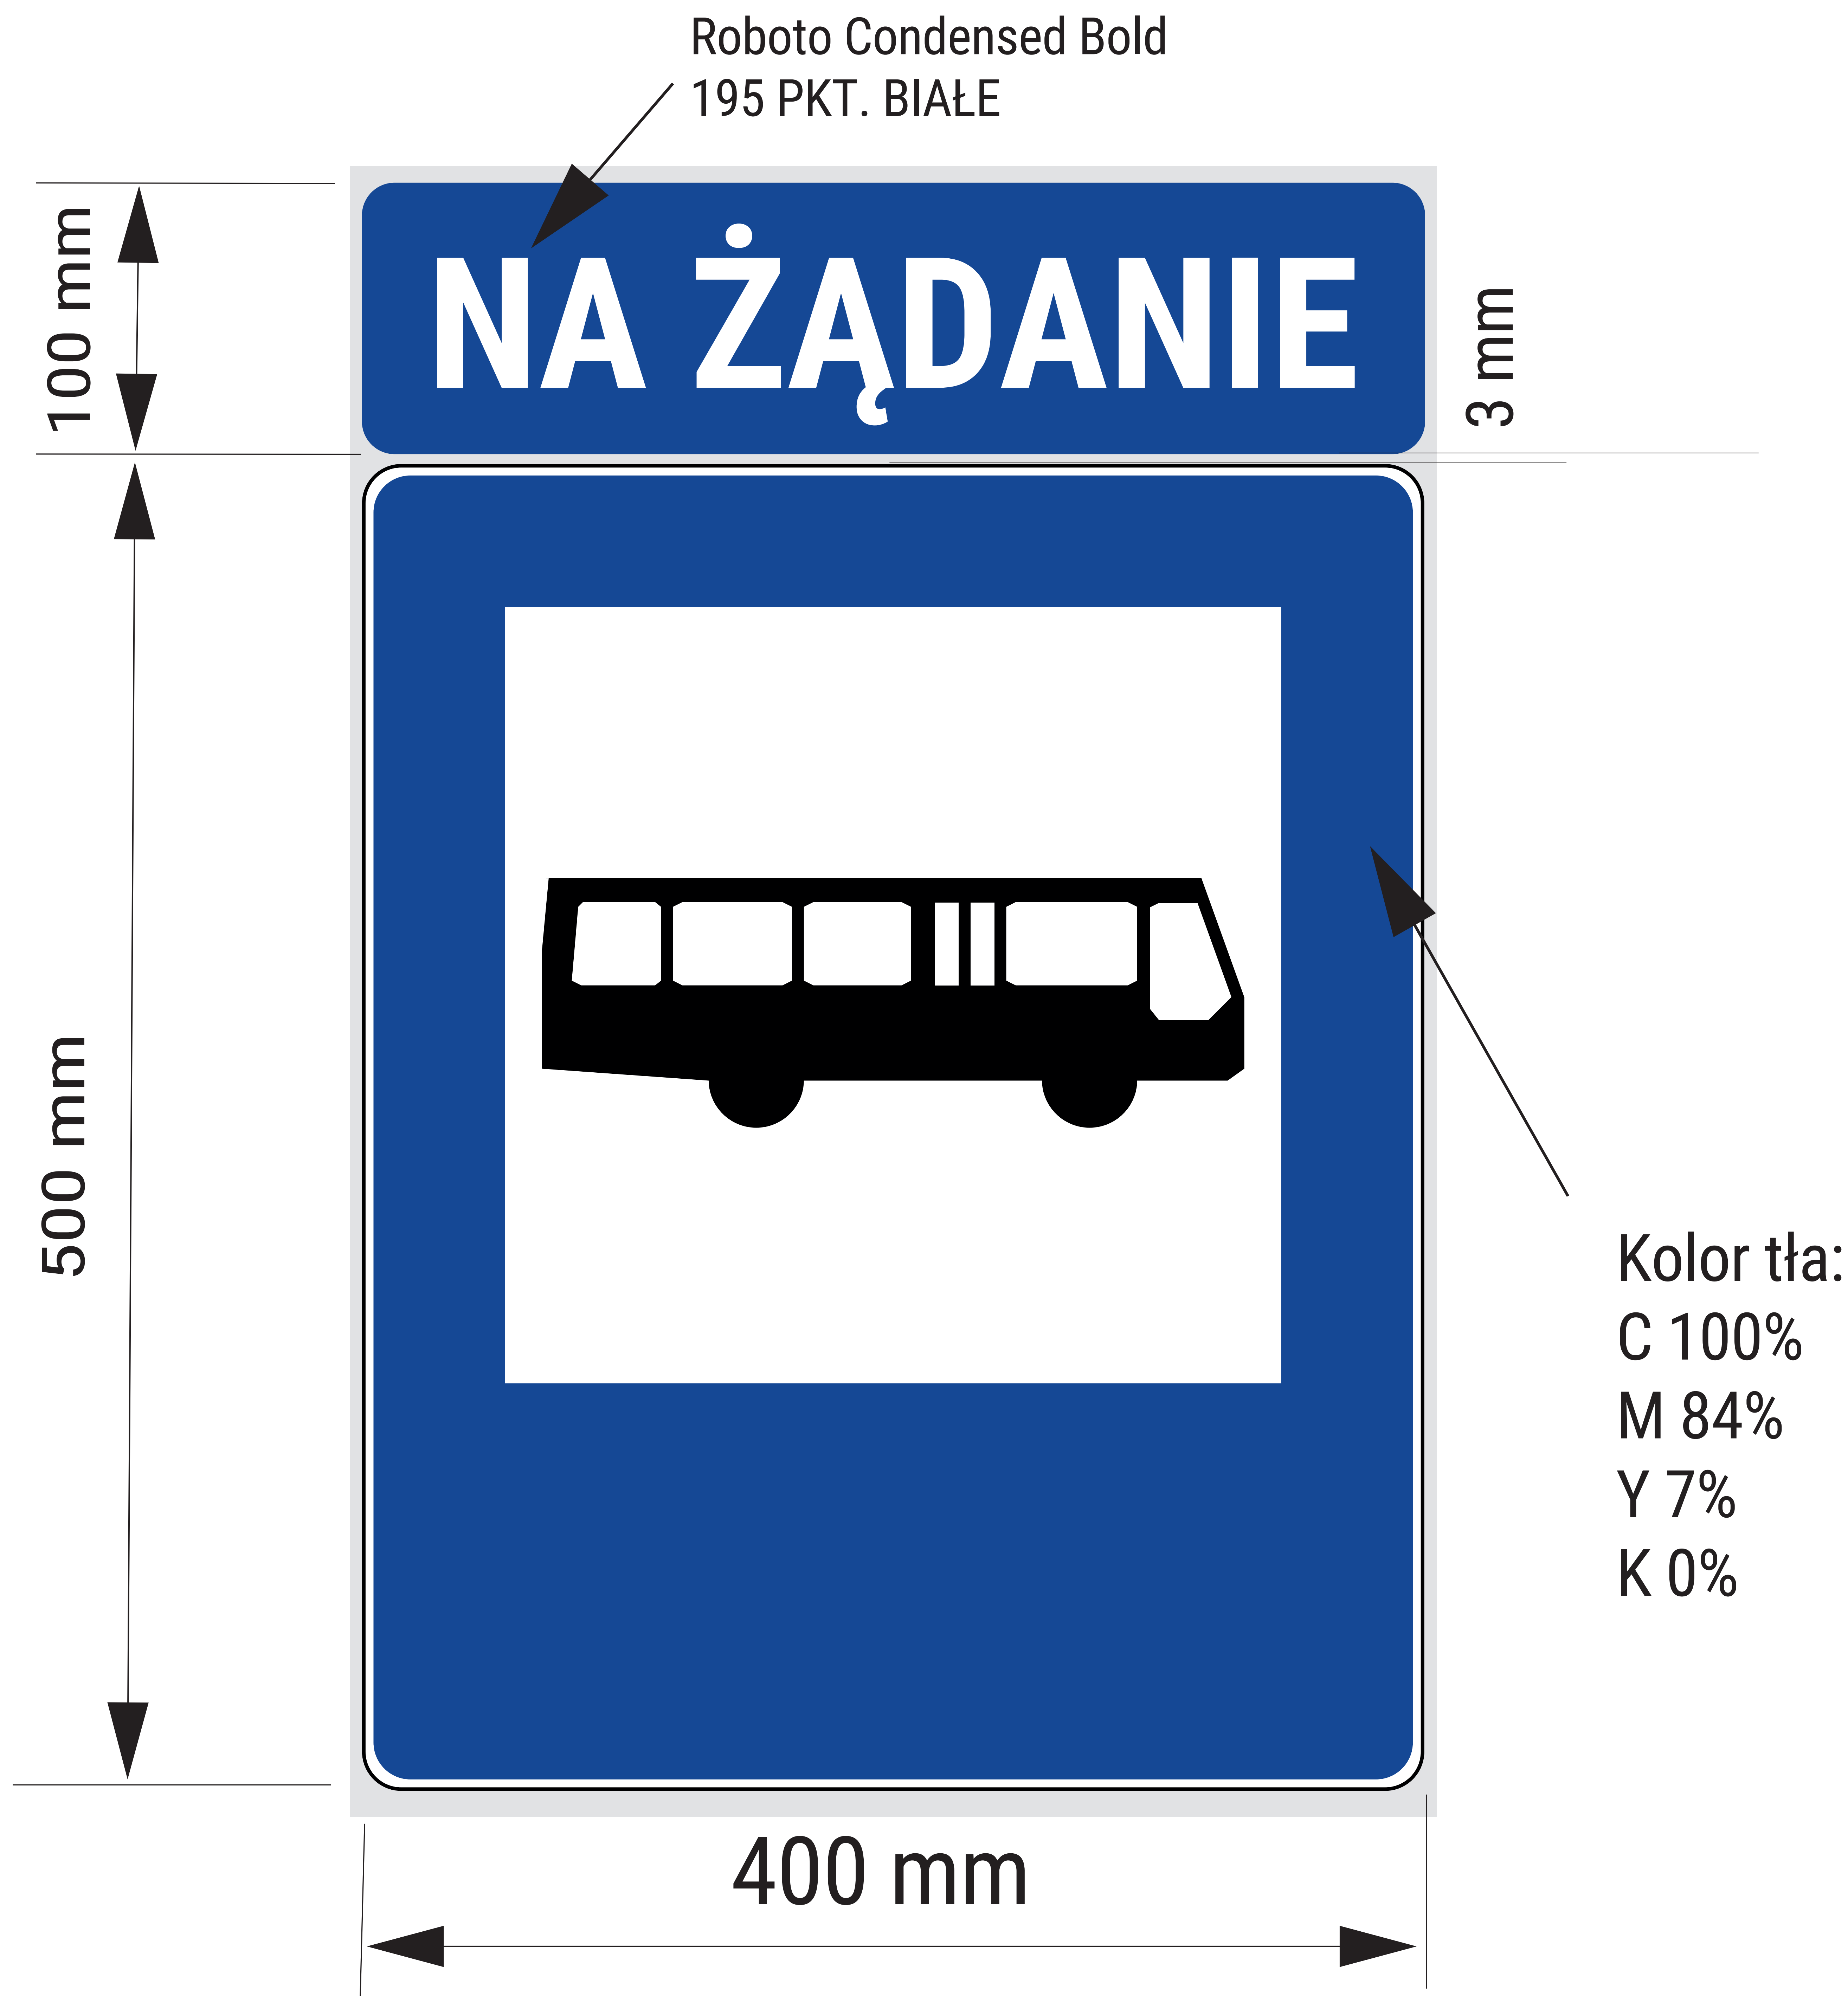 Roboto Condensed Bold
195 PKT. BIAŁE
100 mm
NA ŻĄDANIE
3 mm
500 mm
Kolor tła:
C 100%
M 84%
Y 7%
K 0%
400 mm